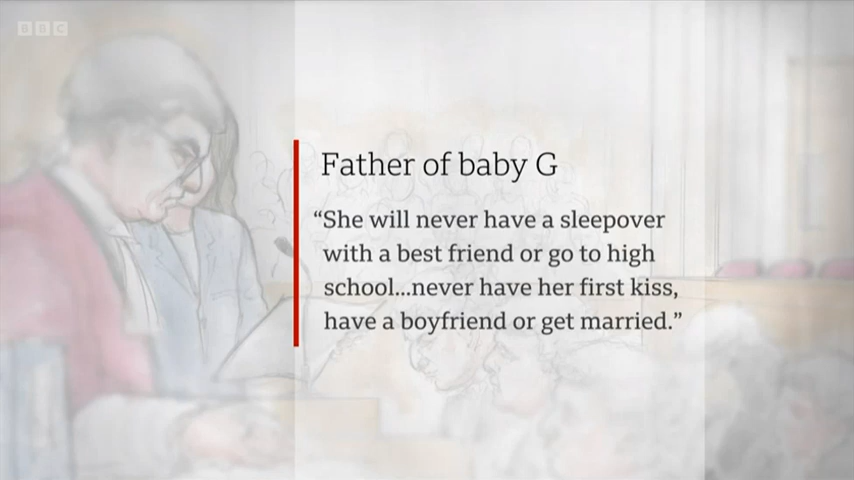 BBC
Father of baby G
“She will never have a sleepover
with a best friend or go to high
school...never have her first kiss,
have a boyfriend or get married.”